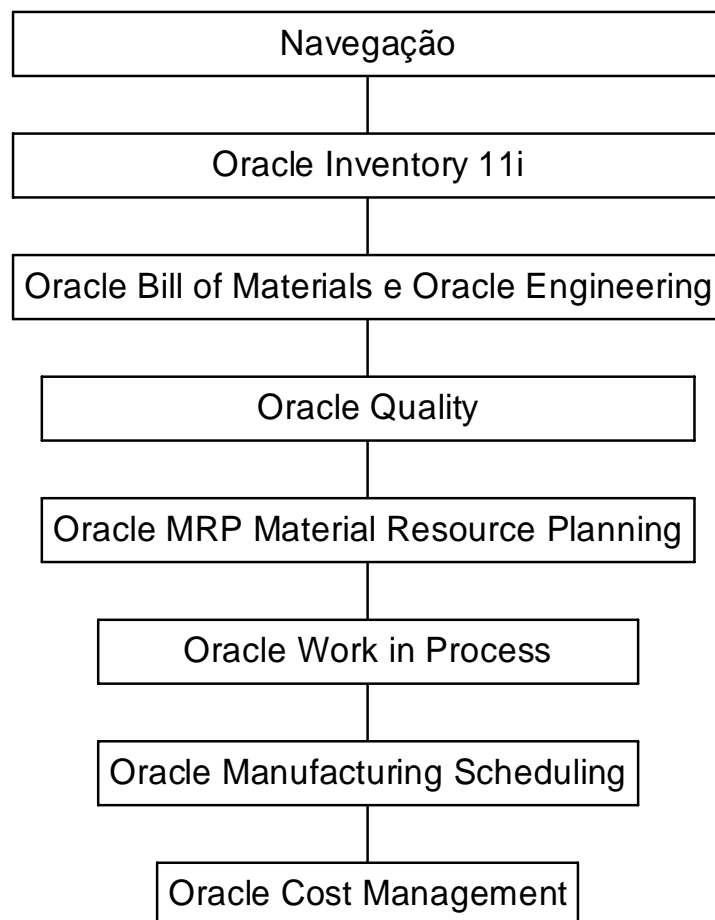 Navegação
Oracle Inventory 11i
Oracle Bill of Materials e Oracle Engineering
Oracle Quality
Oracle MRP Material Resource Planning
Oracle Work in Process
Oracle Manufacturing Scheduling
Oracle Cost Management